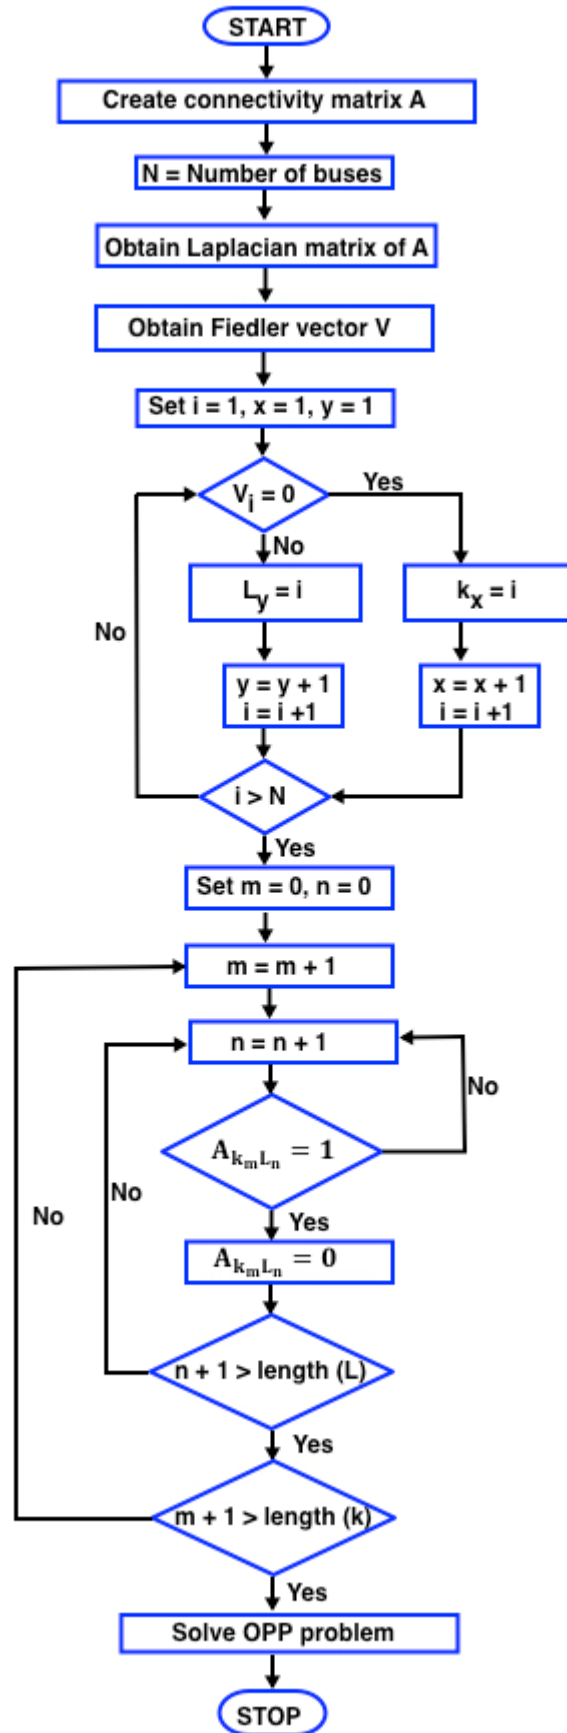 START
Create connectivity matrix A
N = Number of buses
Obtain Laplacian matrix of A
Obtain Fiedler vector V
Set i = 1, x = 1, y = 1
V_i = 0
Yes
No
L_y = i
k_x = i
No
y = y + 1
i = i +1
x = x + 1
i = i +1
i > N
Yes
Set m = 0, n = 0
m = m + 1
n = n + 1
No
A_{k_m L_n} = 1
No
No
Yes
A_{k_m L_n} = 0
n + 1 > length (L)
Yes
m + 1 > length (k)
Yes
Solve OPP problem
STOP